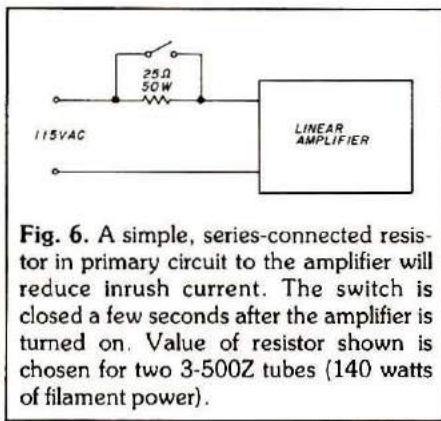 25Ω
50W
115VAC
LINEAR
AMPLIFIER
Fig. 6. A simple, series-connected resis-
tor in primary circuit to the amplifier will
reduce inrush current. The switch is
closed a few seconds after the amplifier is
turned on. Value of resistor shown is
chosen for two 3-500Z tubes (140 watts
of filament power).